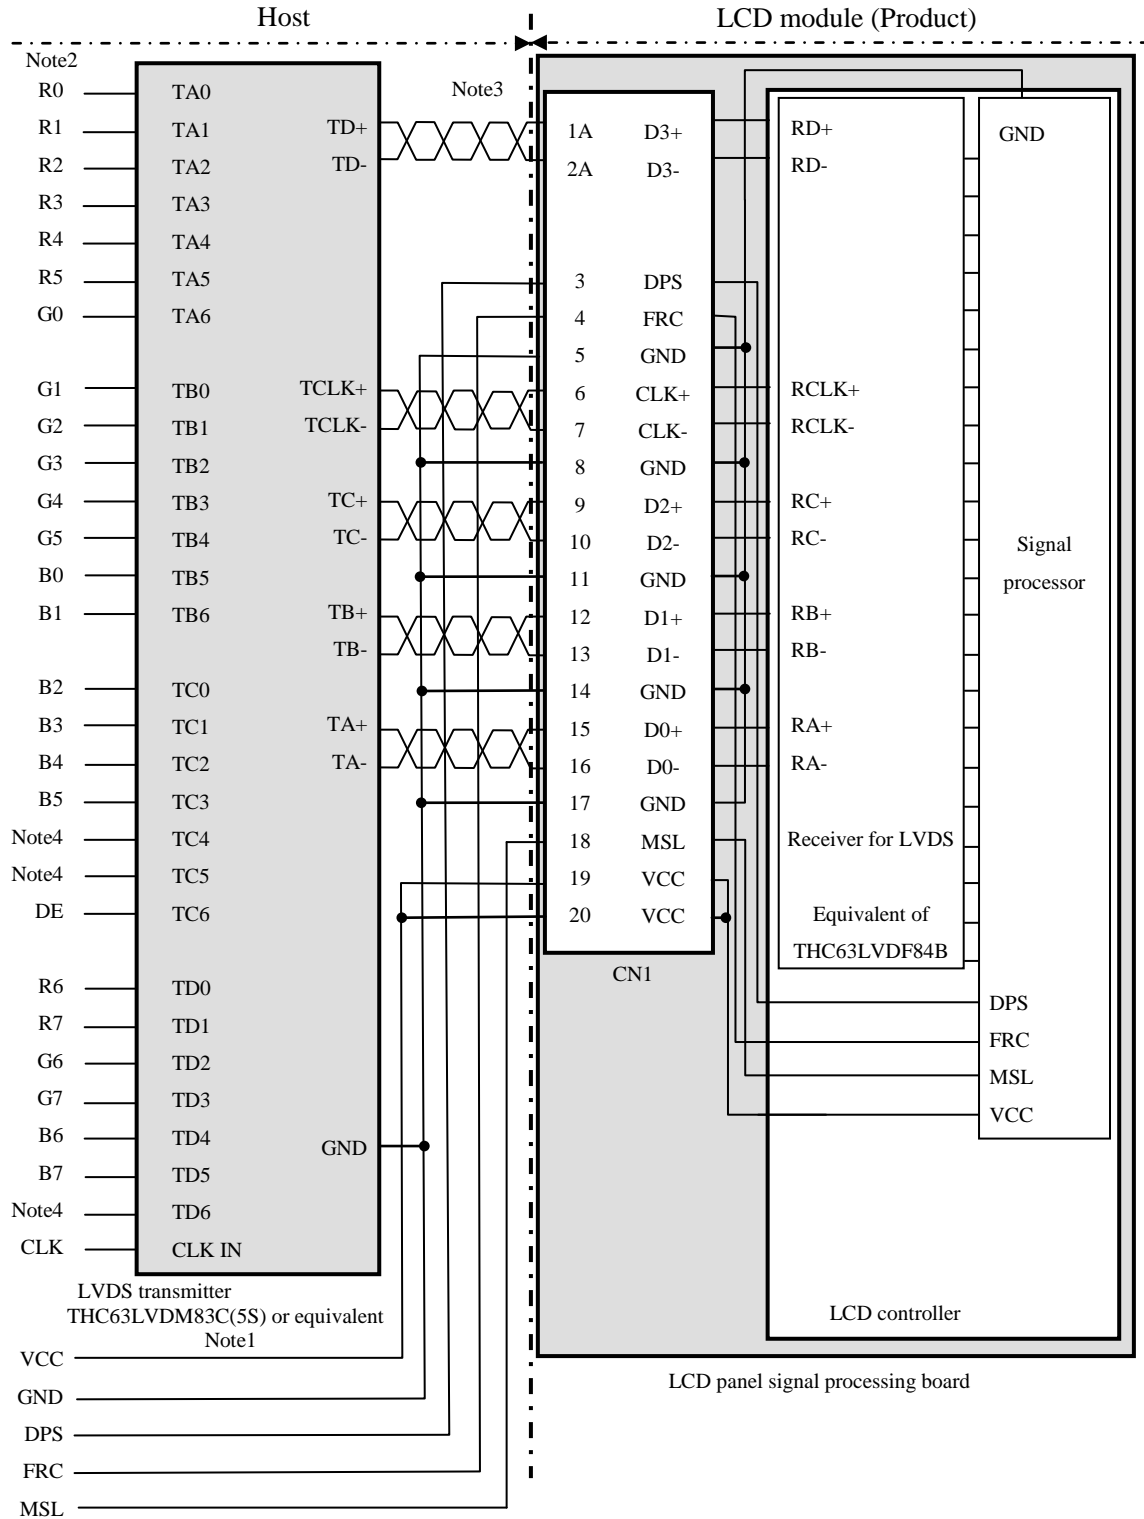 Host
LCD module (Product)
Note2
Note3
R0 TA0
R1 TA1
R2 TA2
R3 TA3
R4 TA4
R5 TA5
G0 TA6
G1 TB0
G2 TB1
G3 TB2
G4 TB3
G5 TB4
B0 TB5
B1 TB6
B2 TC0
B3 TC1
B4 TC2
B5 TC3
Note4 TC4
Note4 TC5
DE TC6
R6 TD0
R7 TD1
G6 TD2
G7 TD3
B6 TD4
B7 TD5
Note4 TD6
CLK CLK IN
TD+
TD-
TCLK+
TCLK-
TC+
TC-
TB+
TB-
TA+
TA-
GND
LVDS transmitter
THC63LVDM83C(5S) or equivalent
Note1
VCC
GND
DPS
FRC
MSL
1A D3+
2A D3-
3 DPS
4 FRC
5 GND
6 CLK+
7 CLK-
8 GND
9 D2+
10 D2-
11 GND
12 D1+
13 D1-
14 GND
15 D0+
16 D0-
17 GND
18 MSL
19 VCC
20 VCC
CN1
RD+
RD-
RCLK+
RCLK-
RC+
RC-
RB+
RB-
RA+
RA-
Receiver for LVDS
Equivalent of
THC63LVDF84B
GND
Signal
processor
DPS
FRC
MSL
VCC
LCD controller
LCD panel signal processing board